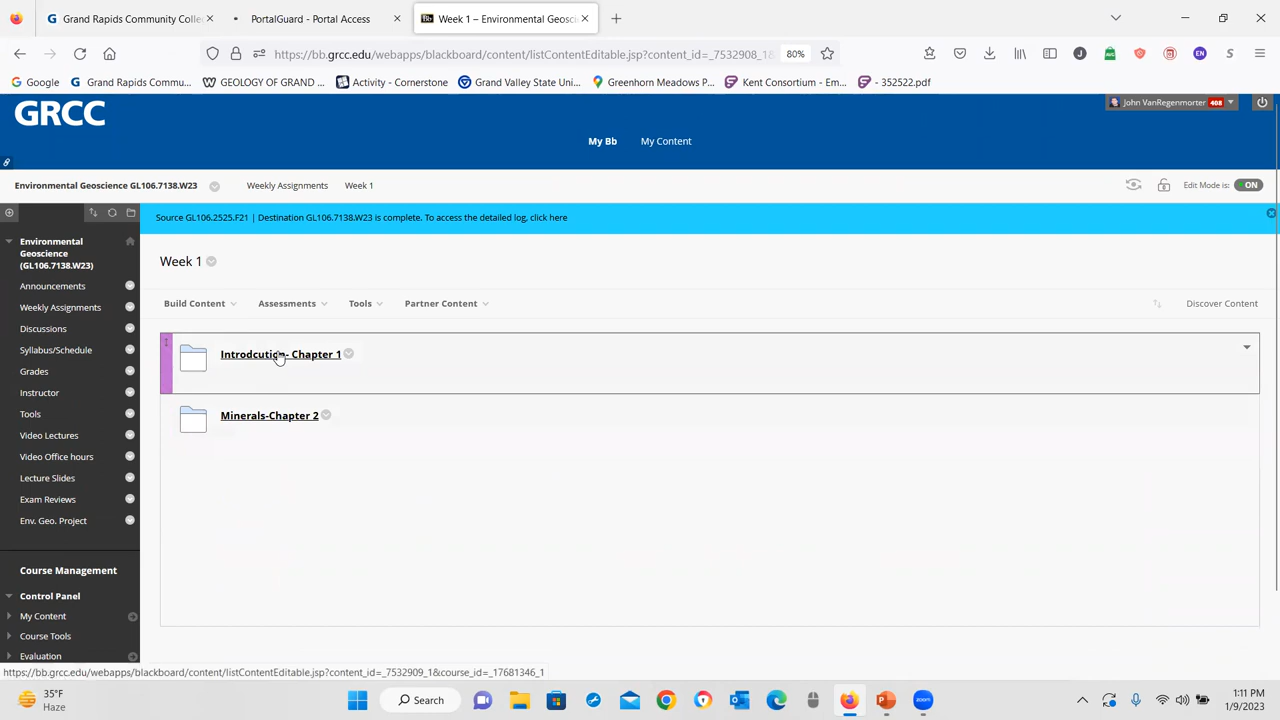 Grand Rapids Community Colle
PortalGuard - Portal Access
Week 1 – Environmental Geosci
https://bb.grcc.edu/webapps/blackboard/content/listContentEditable.jsp?content_id=_7532908_1
80%
Google
Grand Rapids Commu...
GEOLOGY OF GRAND ...
Activity - Cornerstone
Grand Valley State Uni...
Greenhorn Meadows P...
Kent Consortium - Em...
- 352522.pdf
GRCC
John VanRegenmorter 408
My Bb
My Content
Environmental Geoscience GL106.7138.W23
Weekly Assignments
Week 1
Edit Mode is: ON
Source GL106.2525.F21 | Destination GL106.7138.W23 is complete. To access the detailed log, click here
Environmental
Geoscience
(GL106.7138.W23)
Announcements
Weekly Assignments
Discussions
Syllabus/Schedule
Grades
Instructor
Tools
Video Lectures
Video Office hours
Lecture Slides
Exam Reviews
Env. Geo. Project
Course Management
Control Panel
My Content
Course Tools
Evaluation
Week 1
Build Content
Assessments
Tools
Partner Content
Discover Content
Introdcution- Chapter 1
Minerals-Chapter 2
https://bb.grcc.edu/webapps/blackboard/content/listContentEditable.jsp?content_id=_7532909_1&course_id=_17681346_1
35°F
Haze
Search
1:11 PM
1/9/2023